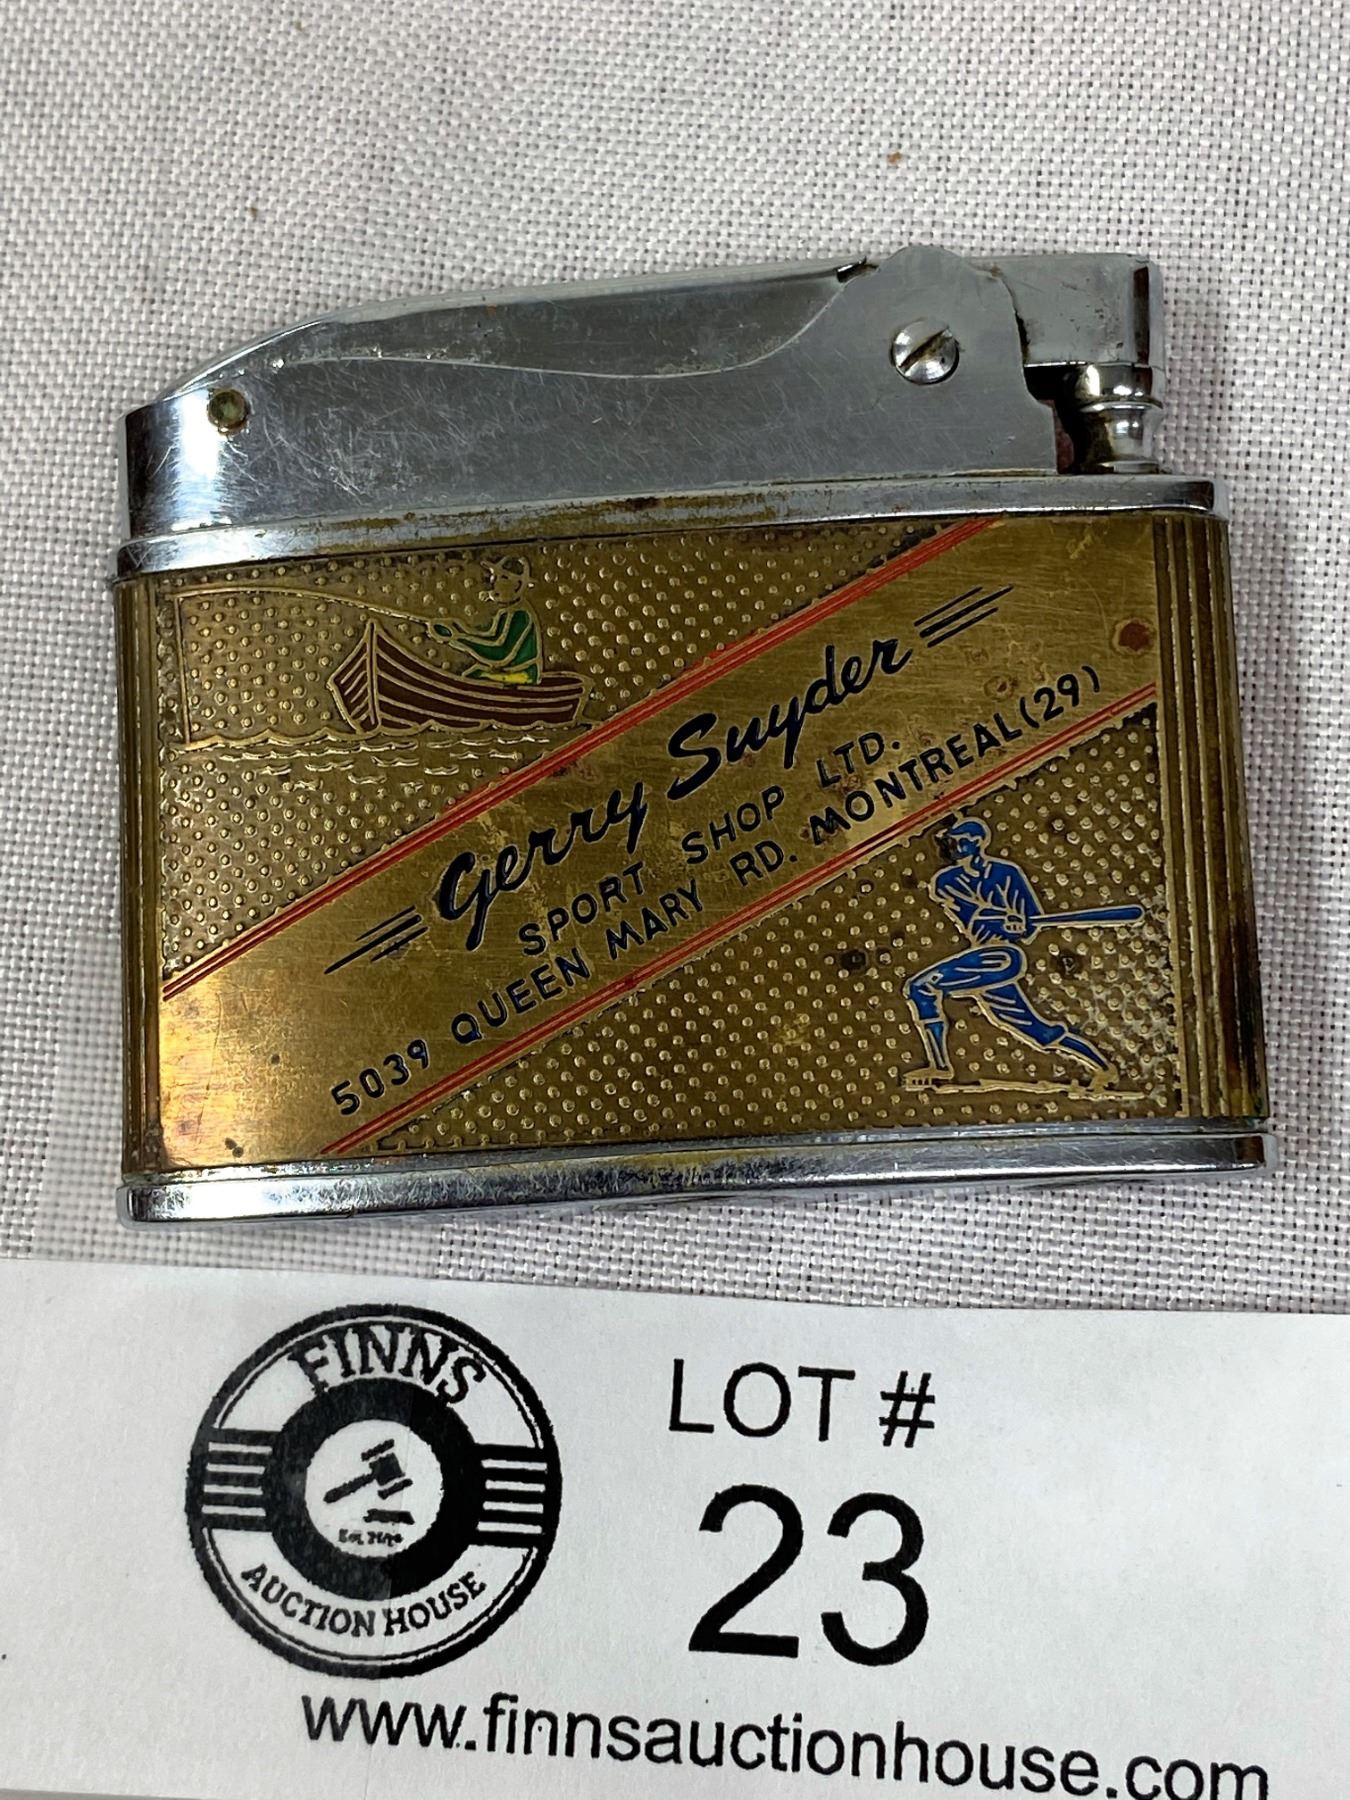 Gerry Snyder
SPORT SHOP LTD.
5039 QUEEN MARY RD. MONTREAL (29)
FINNS
AUCTION HOUSE
LOT #
23
www.finnsauctionhouse.com